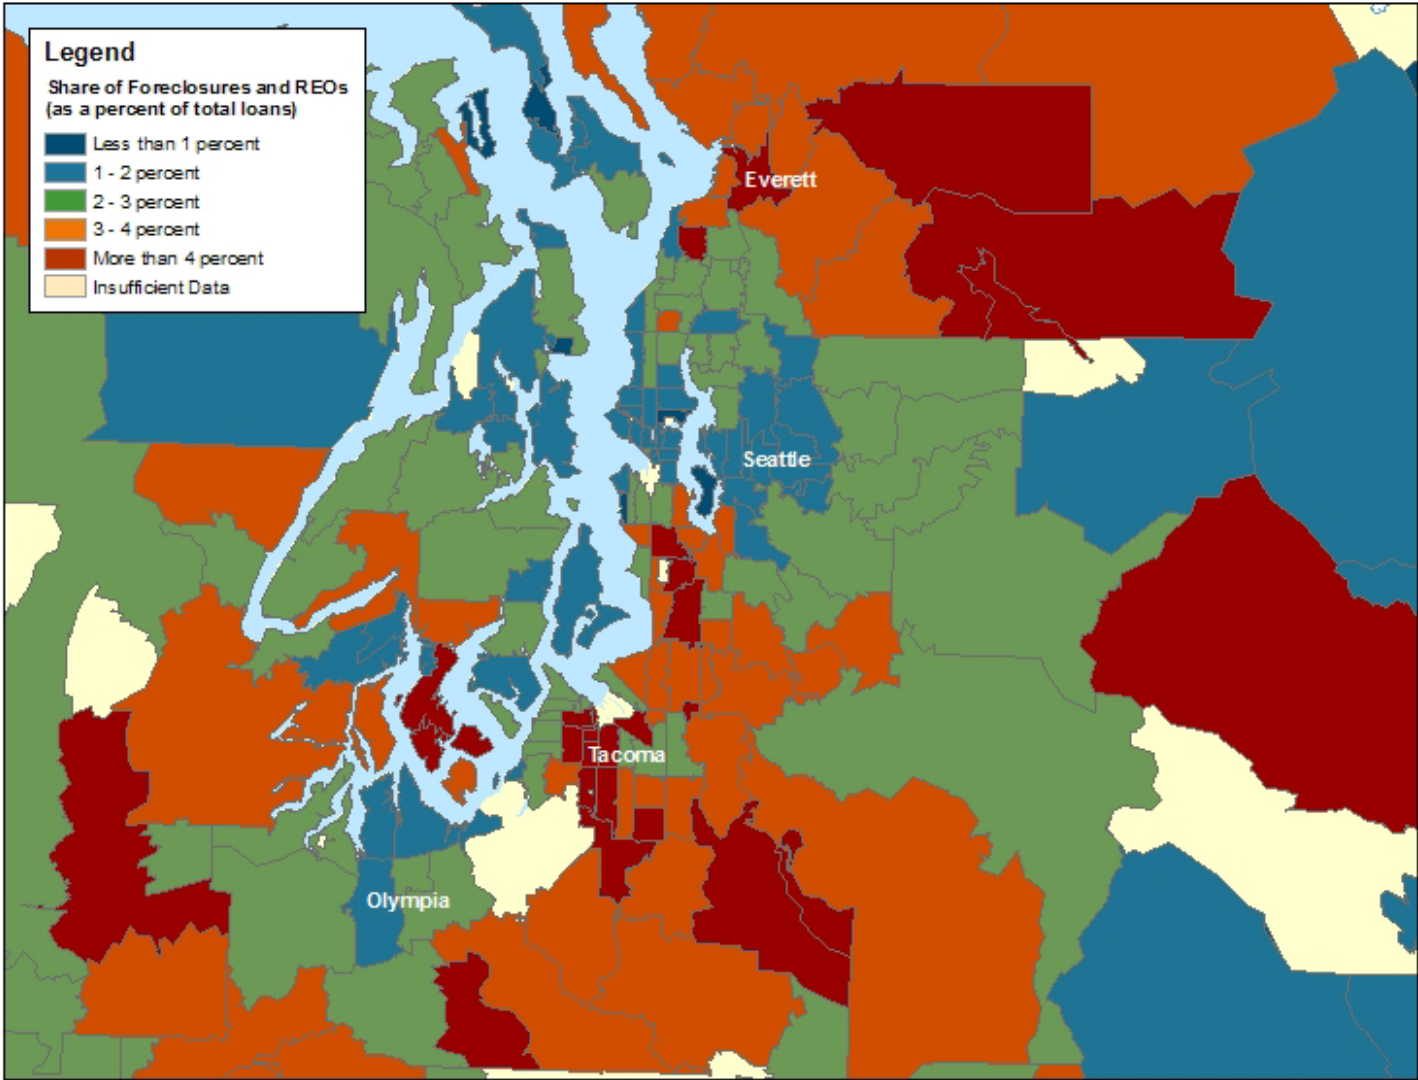 Legend
Share of Foreclosures and REOs
(as a percent of total loans)
Less than 1 percent
1 - 2 percent
2 - 3 percent
3 - 4 percent
More than 4 percent
Insufficient Data
Everett
Seattle
Tacoma
Olympia